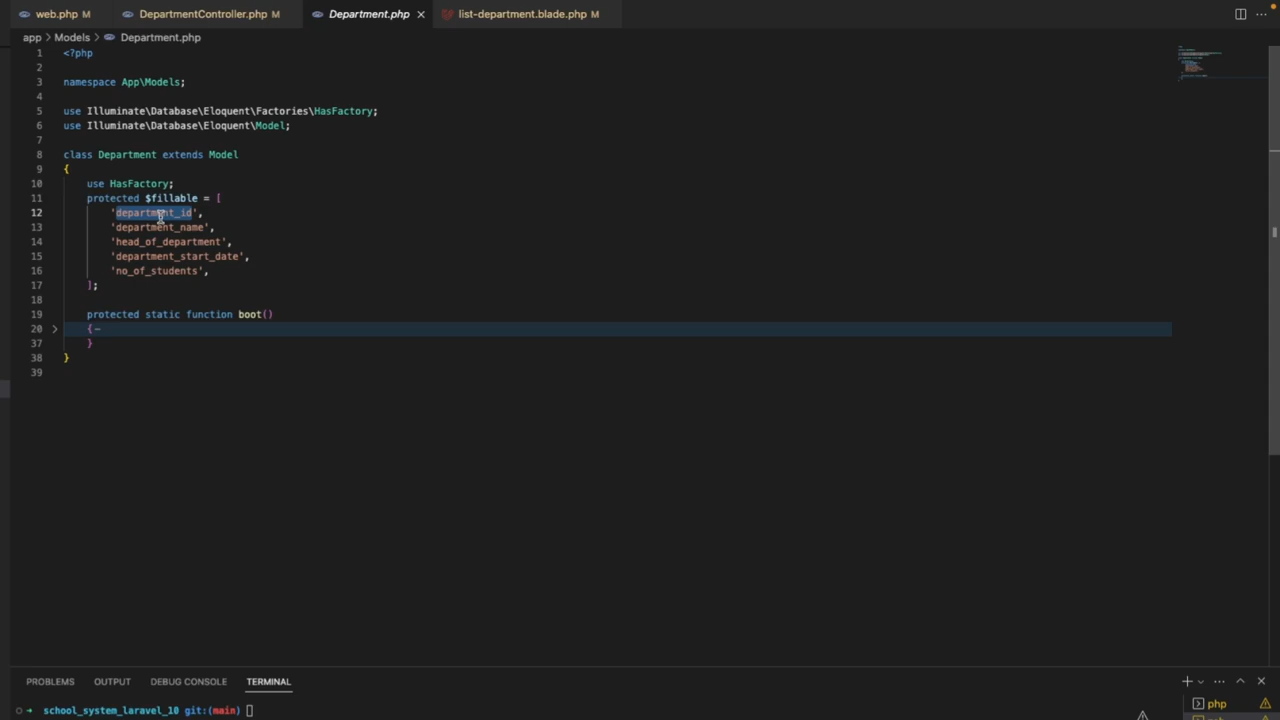 web.php M DepartmentController.php M Department.php list-department.blade.php M
app > Models > Department.php
1 <?php
2
3 namespace App\Models;
4
5 use Illuminate\Database\Eloquent\Factories\HasFactory;
6 use Illuminate\Database\Eloquent\Model;
7
8 class Department extends Model
9 {
10 use HasFactory;
11 protected $fillable = [
12 'department_id',
13 'department_name',
14 'head_of_department',
15 'department_start_date',
16 'no_of_students',
17 ];
18
19 protected static function boot()
20 {
37 }
38 }
39
PROBLEMS OUTPUT DEBUG CONSOLE TERMINAL
school_system_laravel_10 git:(main)
php